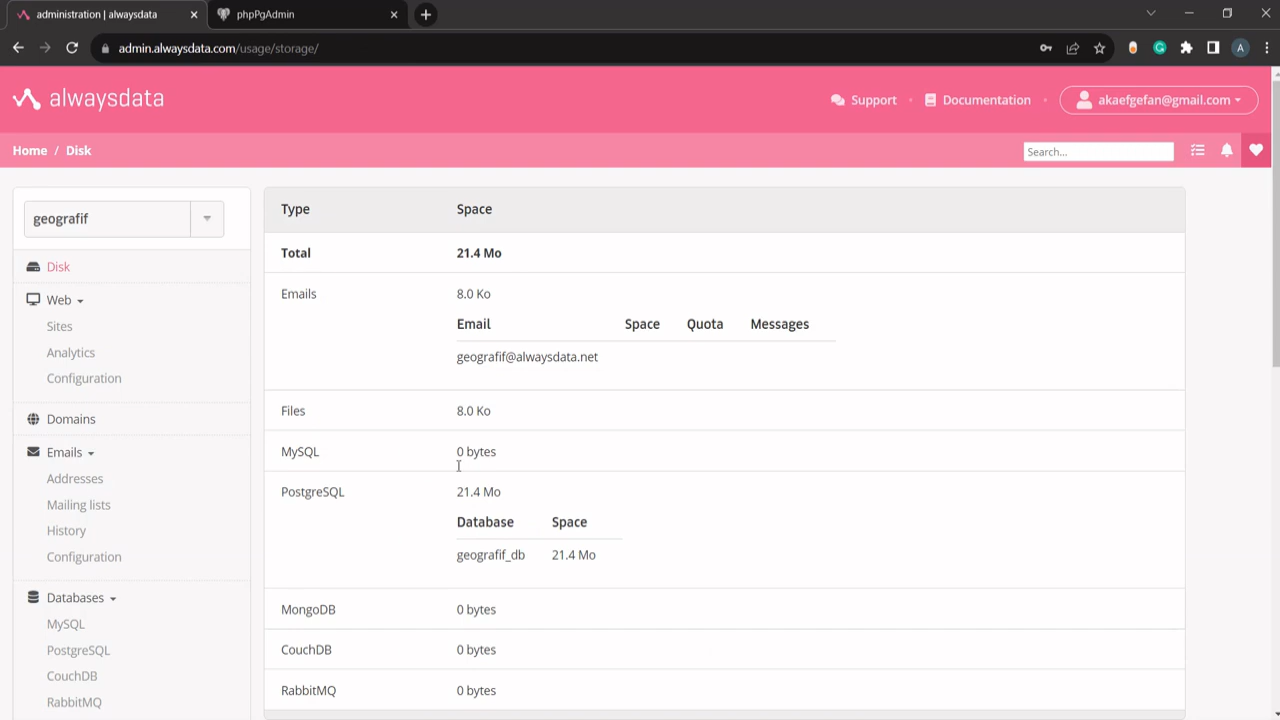 administration | alwaysdata
phpPgAdmin
admin.alwaysdata.com/usage/storage/
A
alwaysdata
Support
Documentation
akaefgefan@gmail.com
Home / Disk
Search...
geografif
Disk
Web
Sites
Analytics
Configuration
Domains
Emails
Addresses
Mailing lists
History
Configuration
Databases
MySQL
PostgreSQL
CouchDB
RabbitMQ
Type Space
Total 21.4 Mo
Emails 8.0 Ko
Email Space Quota Messages
geografif@alwaysdata.net
Files 8.0 Ko
MySQL 0 bytes
PostgreSQL 21.4 Mo
Database Space
geografif_db 21.4 Mo
MongoDB 0 bytes
CouchDB 0 bytes
RabbitMQ 0 bytes